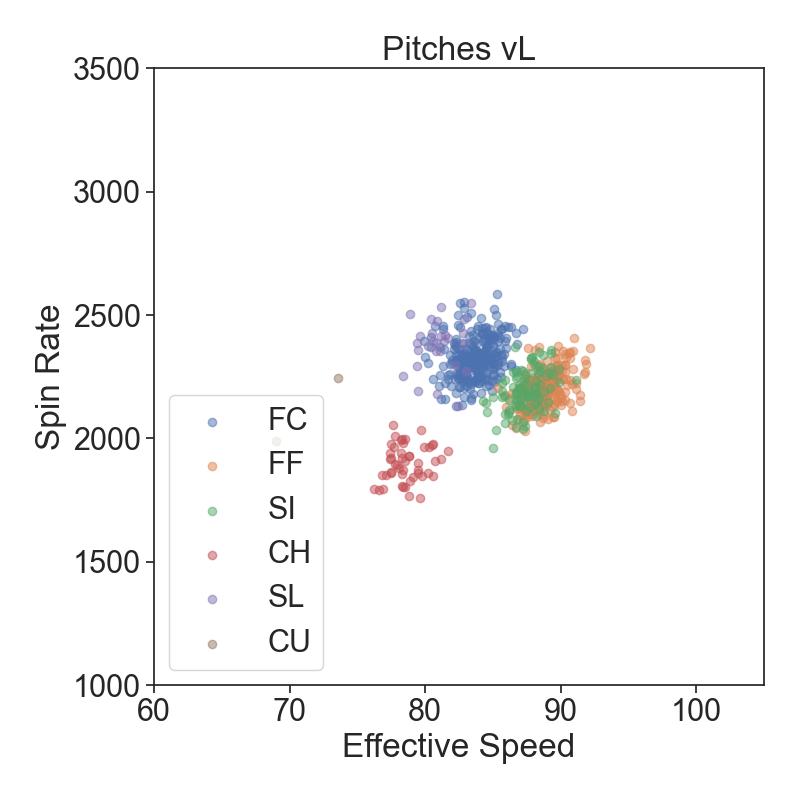 Pitches vL
3500
3000
2500
2000
1500
1000
Spin Rate
FC
FF
SI
CH
SL
CU
60
70
80
90
100
Effective Speed